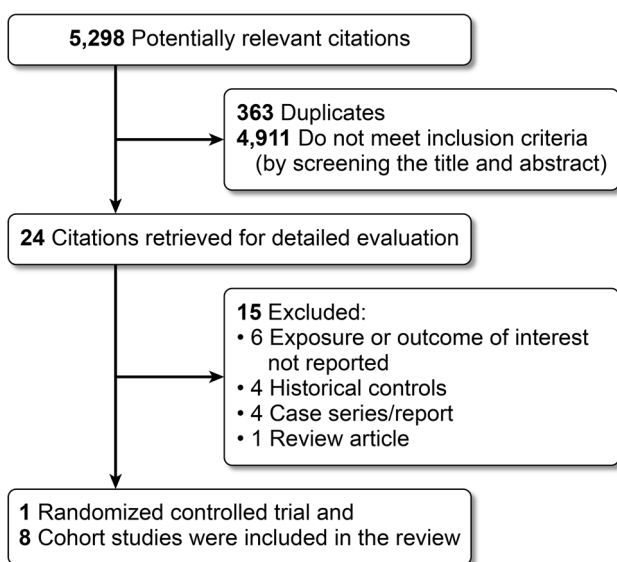 5,298 Potentially relevant citations
363 Duplicates
4,911 Do not meet inclusion criteria
(by screening the title and abstract)
24 Citations retrieved for detailed evaluation
15 Excluded:
• 6 Exposure or outcome of interest
not reported
• 4 Historical controls
• 4 Case series/report
• 1 Review article
1 Randomized controlled trial and
8 Cohort studies were included in the review